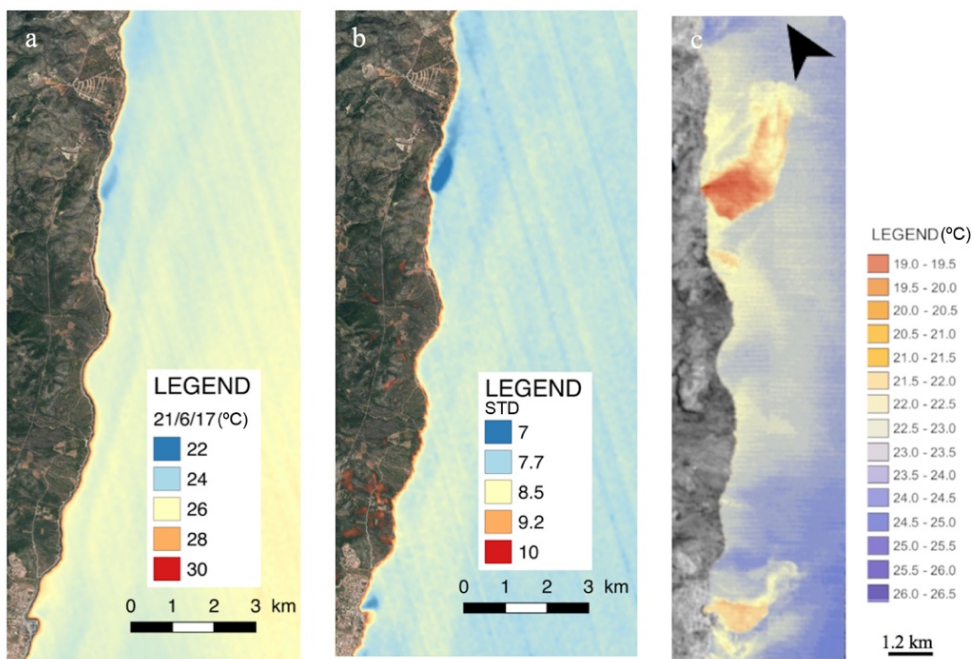 a
LEGEND
21/6/17(ºC)
22
24
26
28
30
0 1 2 3 km
b
LEGEND
STD
7
7.7
8.5
9.2
10
0 1 2 3 km
c
LEGEND(ºC)
19.0 - 19.5
19.5 - 20.0
20.0 - 20.5
20.5 - 21.0
21.0 - 21.5
21.5 - 22.0
22.0 - 22.5
22.5 - 23.0
23.0 - 23.5
23.5 - 24.0
24.0 - 24.5
24.5 - 25.0
25.0 - 25.5
25.5 - 26.0
26.0 - 26.5
1.2 km